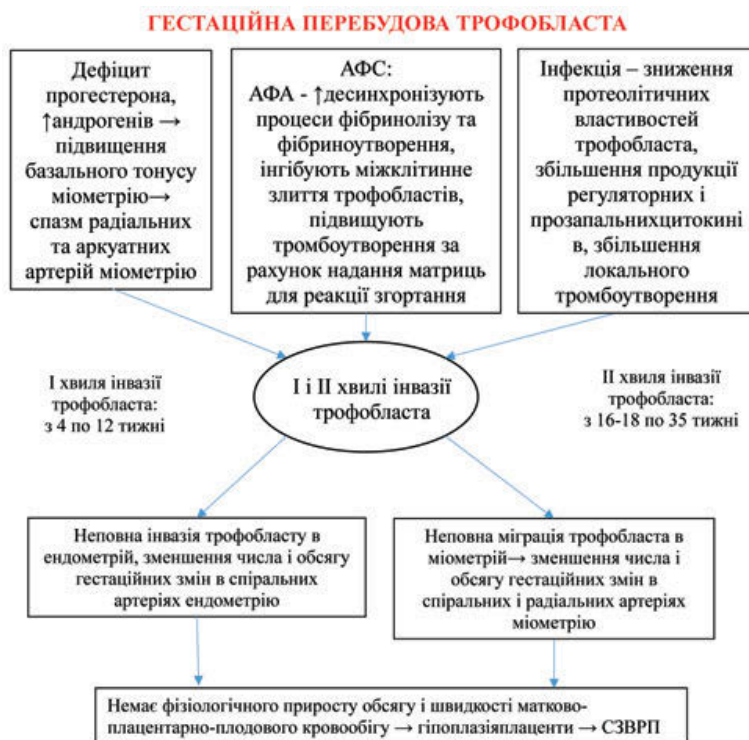 ГЕСТАЦІЙНА ПЕРЕБУДОВА ТРОФОБЛАСТА
Дефіцит
прогестерона,
↑андрогенів →
підвищення
базального тонусу
міометрію→
спазм радіальних
та аркуатних
артерій міометрію
АФС:
АФА - ↑десинхронізують
процеси фібринолізу та
фібриноутворення,
інгібують міжклітинне
злиття трофобластів,
підвищують
тромбоутворення за
рахунок надання матриць
для реакції згортання
Інфекція – зниження
протеолітичних
властивостей
трофобласта,
збільшення продукції
регуляторних і
прозапальнихцитокині
в, збільшення
локального
тромбоутворення
І хвиля інвазії
трофобласта:
з 4 по 12 тижні
І і ІІ хвилі інвазії
трофобласта
ІІ хвиля інвазії
трофобласта:
з 16-18 по 35 тижні
Неповна інвазія трофобласту в
ендометрій, зменшення числа і обсягу
гестаційних змін в спіральних
артеріях ендометрію
Неповна міграція трофобласта в
міометрій→ зменшення числа і
обсягу гестаційних змін в
спіральних і радіальних артеріях
міометрію
Немає фізіологічного приросту обсягу і швидкості матково-
плацентарно-плодового кровообігу → гіпоплазіяплаценти → СЗВРП